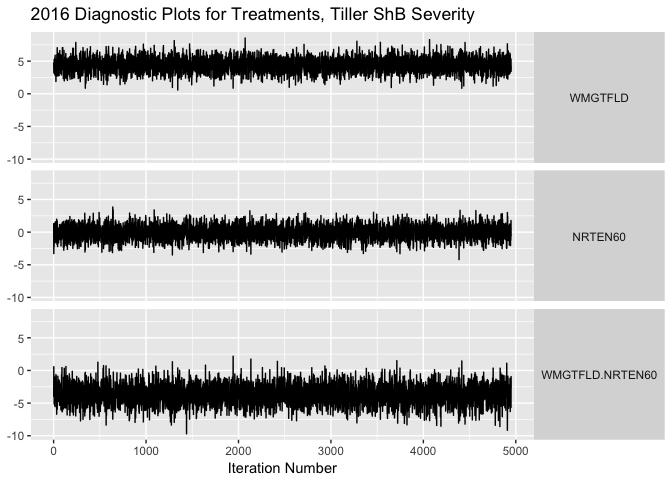 2016 Diagnostic Plots for Treatments, Tiller ShB Severity
5
0
-5
-10
WMGTFLD
5
0
-5
-10
NRTEN60
5
0
-5
-10
WMGTFLD.NRTEN60
0 1000 2000 3000 4000 5000
Iteration Number